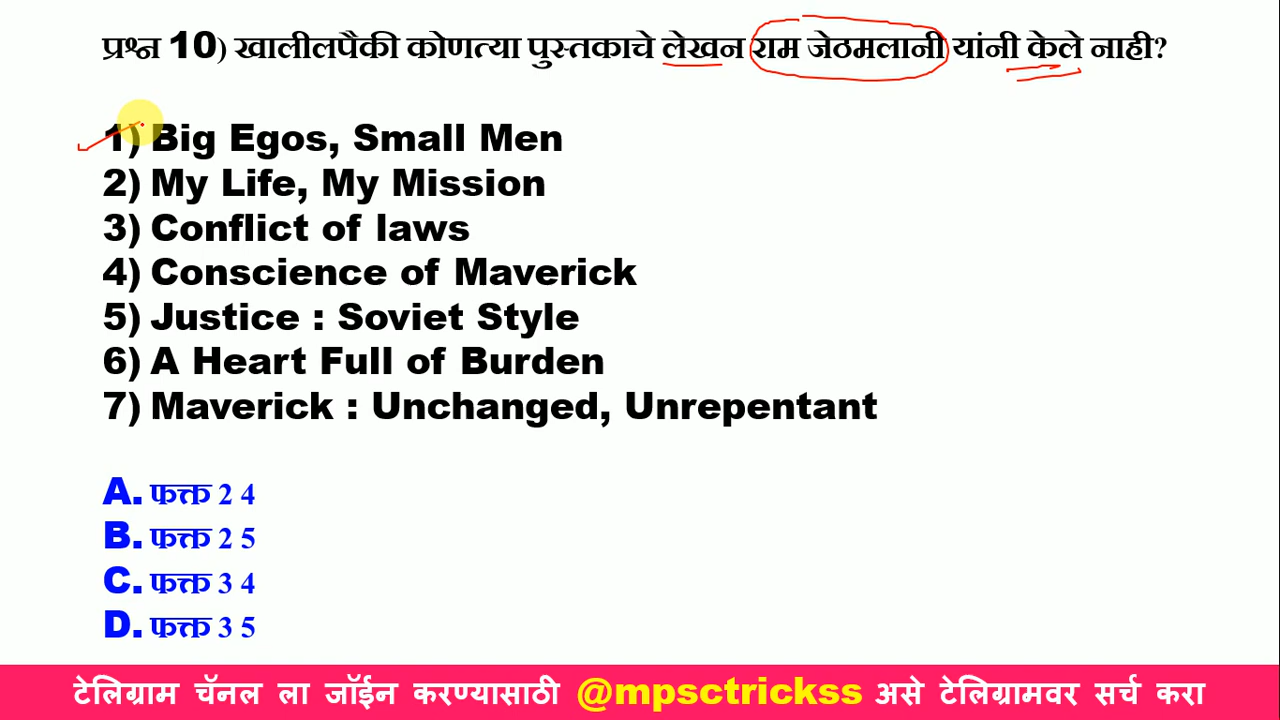 प्रश्न 10) खालीलपैकी कोणत्या पुस्तकाचे लेखन राम जेठमलानी यांनी केले नाही?
1) Big Egos, Small Men
2) My Life, My Mission
3) Conflict of laws
4) Conscience of Maverick
5) Justice : Soviet Style
6) A Heart Full of Burden
7) Maverick : Unchanged, Unrepentant
A. फक्त 2 4
B. फक्त 2 5
C. फक्त 3 4
D. फक्त 3 5
टेलिग्राम चॅनल ला जॉईन करण्यासाठी @mpsctrickss असे टेलिग्रामवर सर्च करा